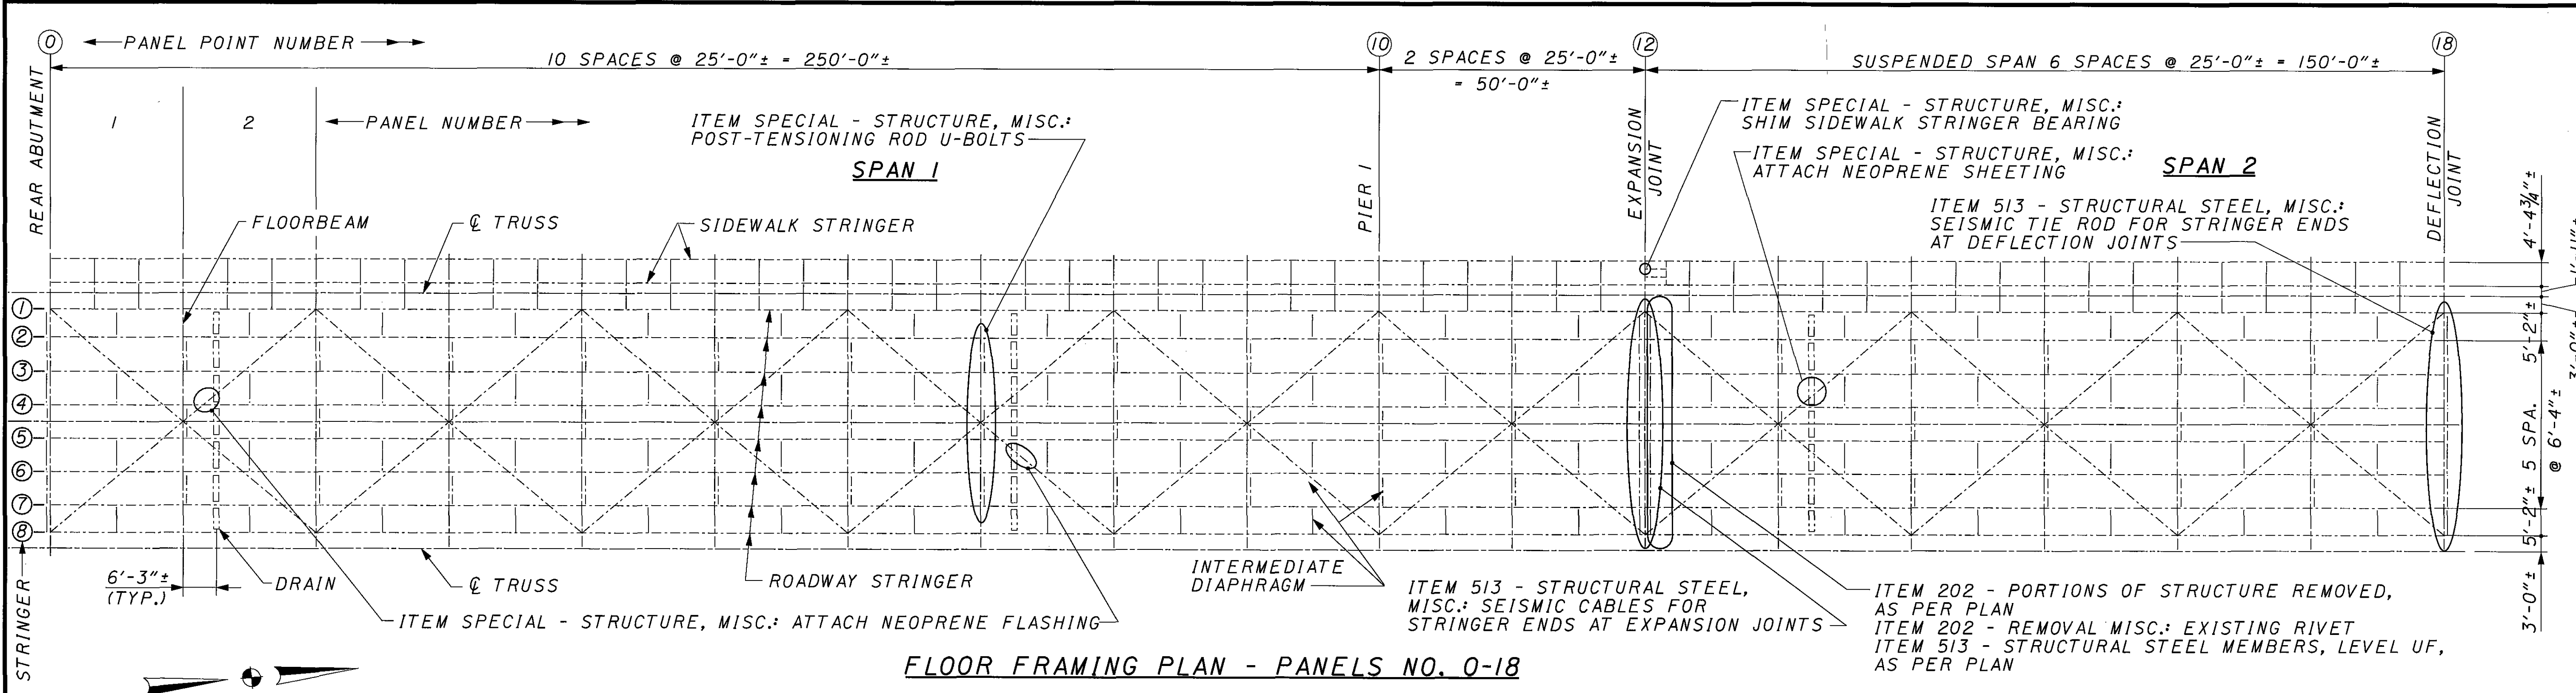 0
PANEL POINT NUMBER
10 SPACES @ 25'-0"± = 250'-0"±
10
2 SPACES @ 25'-0"±
= 50'-0"±
12
SUSPENDED SPAN 6 SPACES @ 25'-0"± = 150'-0"±
18
REAR ABUTMENT
1
2
PANEL NUMBER
ITEM SPECIAL - STRUCTURE, MISC.:
POST-TENSIONING ROD U-BOLTS
SPAN 1
PIER 1
EXPANSION
JOINT
ITEM SPECIAL - STRUCTURE, MISC.:
SHIM SIDEWALK STRINGER BEARING
ITEM SPECIAL - STRUCTURE, MISC.:
ATTACH NEOPRENE SHEETING
SPAN 2
ITEM 513 - STRUCTURAL STEEL, MISC.:
SEISMIC TIE ROD FOR STRINGER ENDS
AT DEFLECTION JOINTS
DEFLECTION
JOINT
FLOORBEAM
℄ TRUSS
SIDEWALK STRINGER
4'-4¾"±
5'-2"±
3'-0"±
5 SPA.
@ 6'-4"±
5'-2"±
3'-0"±
1
2
3
4
5
6
7
8
STRINGER
6'-3"±
(TYP.)
DRAIN
℄ TRUSS
ROADWAY STRINGER
INTERMEDIATE
DIAPHRAGM
ITEM SPECIAL - STRUCTURE, MISC.: ATTACH NEOPRENE FLASHING
ITEM 513 - STRUCTURAL STEEL,
MISC.: SEISMIC CABLES FOR
STRINGER ENDS AT EXPANSION JOINTS
ITEM 202 - PORTIONS OF STRUCTURE REMOVED,
AS PER PLAN
ITEM 202 - REMOVAL MISC.: EXISTING RIVET
ITEM 513 - STRUCTURAL STEEL MEMBERS, LEVEL UF,
AS PER PLAN
FLOOR FRAMING PLAN - PANELS NO. 0-18